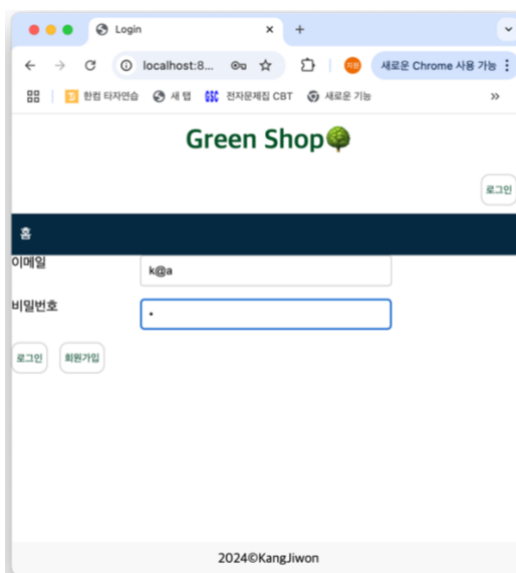 Login
localhost:8...
지원
새로운 Chrome 사용 가능
한컴 타자연습
새 탭
전자문제집 CBT
새로운 기능
Green Shop
로그인
홈
이메일
k@a
비밀번호
로그인
회원가입
2024©KangJiwon